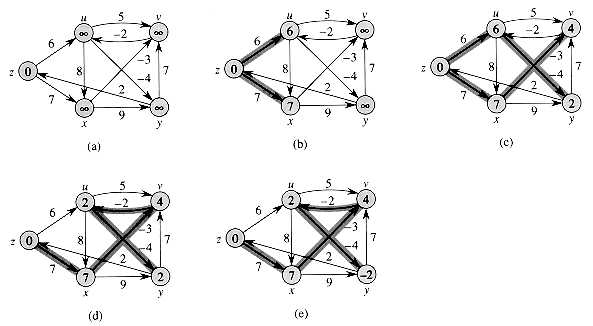 u 5 v
∞ −2 ∞
6
z 0 8 −3 7
−4
7 2
∞ 9 ∞
x y
(a)
u 5 v
6 −2 ∞
6
z 0 8 −3 7
−4
7 2
7 9 ∞
x y
(b)
u 5 v
6 −2 4
6
z 0 8 −3 7
−4
7 2
7 9 2
x y
(c)
u 5 v
2 −2 4
6
z 0 8 −3 7
−4
7 2
7 9 2
x y
(d)
u 5 v
2 −2 4
6
z 0 8 −3 7
−4
7 2
7 9 −2
x y
(e)